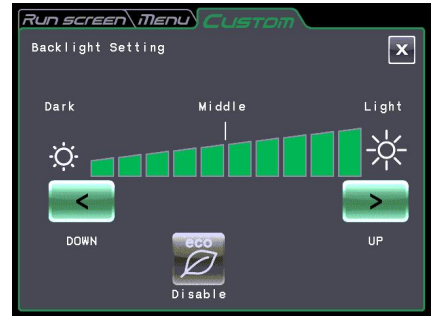 Run screen Menu Custom
Backlight Setting
X
Dark Middle Light
< >
DOWN UP
eco
Disable